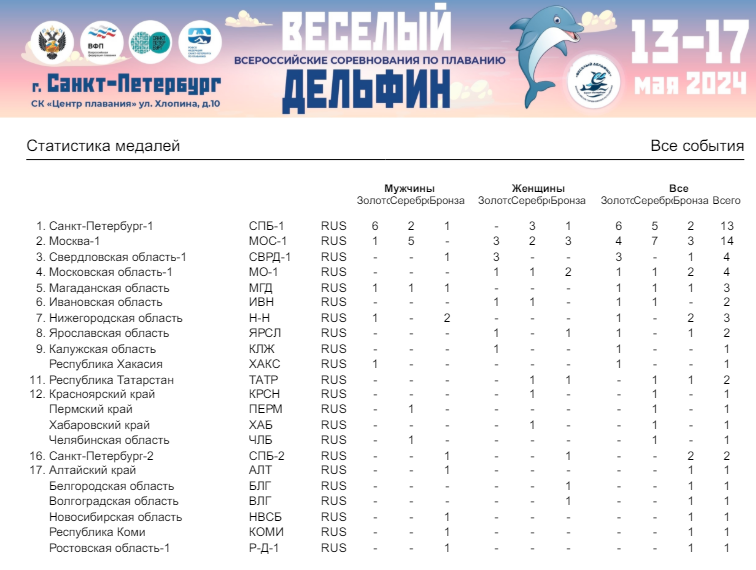 ВФП
ВЕСЕЛЫЙ
ВСЕРОССИЙСКИЕ СОРЕВНОВАНИЯ ПО ПЛАВАНИЮ
ДЕЛЬФИН
г. Санкт-Петербург
СК «Центр плавания» ул. Хлопина, д.10
13-17
мая 2024
Статистика медалей Все события
Мужчины Женщины Все
Золото Серебро Бронза Золото Серебро Бронза Золото Серебро Бронза Всего
1. Санкт-Петербург-1 СПБ-1 RUS 6 2 1 - 3 1 6 5 2 13
2. Москва-1 МОС-1 RUS 1 5 - 3 2 3 4 7 3 14
3. Свердловская область-1 СВРД-1 RUS - - 1 3 - - 3 - 1 4
4. Московская область-1 МО-1 RUS - - - 1 1 2 1 1 2 4
5. Магаданская область МГД RUS 1 1 1 - - - 1 1 1 3
6. Ивановская область ИВН RUS - - - 1 1 - 1 1 - 2
7. Нижегородская область Н-Н RUS 1 - 2 - - - 1 - 2 3
8. Ярославская область ЯРСЛ RUS - - - 1 - 1 1 - 1 2
9. Калужская область КЛЖ RUS - - - 1 - - 1 - - 1
Республика Хакасия ХАКС RUS 1 - - - - - 1 - - 1
11. Республика Татарстан ТАТР RUS - - - - 1 1 - 1 1 2
12. Красноярский край КРСН RUS - - - - 1 - - 1 - 1
Пермский край ПЕРМ RUS - 1 - - - - - 1 - 1
Хабаровский край ХАБ RUS - - - - 1 - - 1 - 1
Челябинская область ЧЛБ RUS - 1 - - - - - 1 - 1
16. Санкт-Петербург-2 СПБ-2 RUS - - 1 - - 1 - - 2 2
17. Алтайский край АЛТ RUS - - 1 - - - - - 1 1
Белгородская область БЛГ RUS - - - - - 1 - - 1 1
Волгоградская область ВЛГ RUS - - - - - 1 - - 1 1
Новосибирская область НВСБ RUS - - 1 - - - - - 1 1
Республика Коми КОМИ RUS - - 1 - - - - - 1 1
Ростовская область-1 Р-Д-1 RUS - - 1 - - - - - 1 1